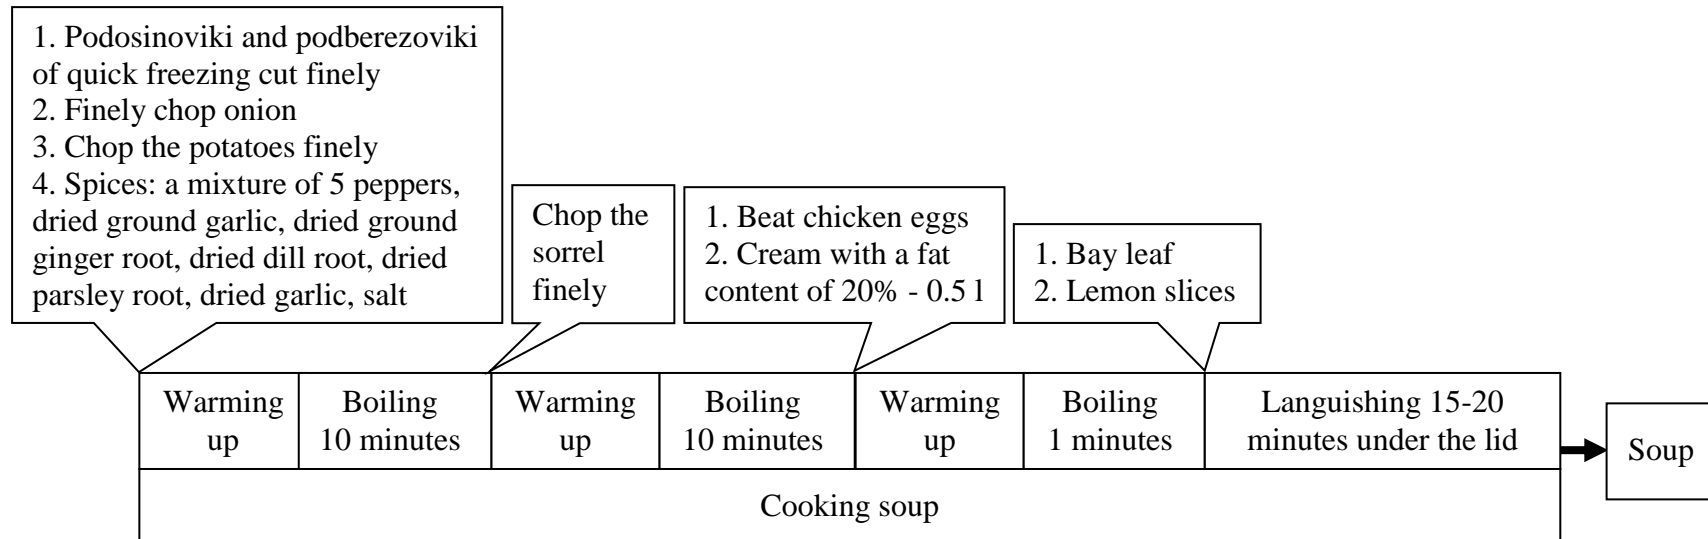 1. Podosinoviki and podberezoviki
of quick freezing cut finely
2. Finely chop onion
3. Chop the potatoes finely
4. Spices: a mixture of 5 peppers,
dried ground garlic, dried ground
ginger root, dried dill root, dried
parsley root, dried garlic, salt
Chop the
sorrel
finely
1. Beat chicken eggs
2. Cream with a fat
content of 20% - 0.5 l
1. Bay leaf
2. Lemon slices
Warming
up
Boiling
10 minutes
Warming
up
Boiling
10 minutes
Warming
up
Boiling
1 minutes
Languishing 15-20
minutes under the lid
Soup
Cooking soup